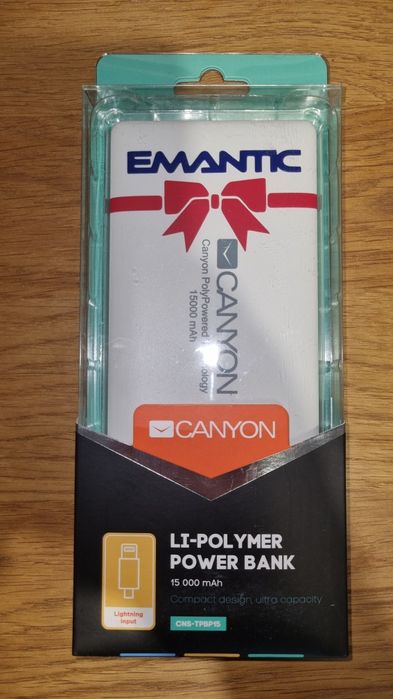 EMANTIC
CANYON
Canyon PolyPowered
15000 mAh
CANYON
LI-POLYMER
POWER BANK
15 000 mAh
Compact design, ultra capacity
Lightning
input
CNS-TPBP15